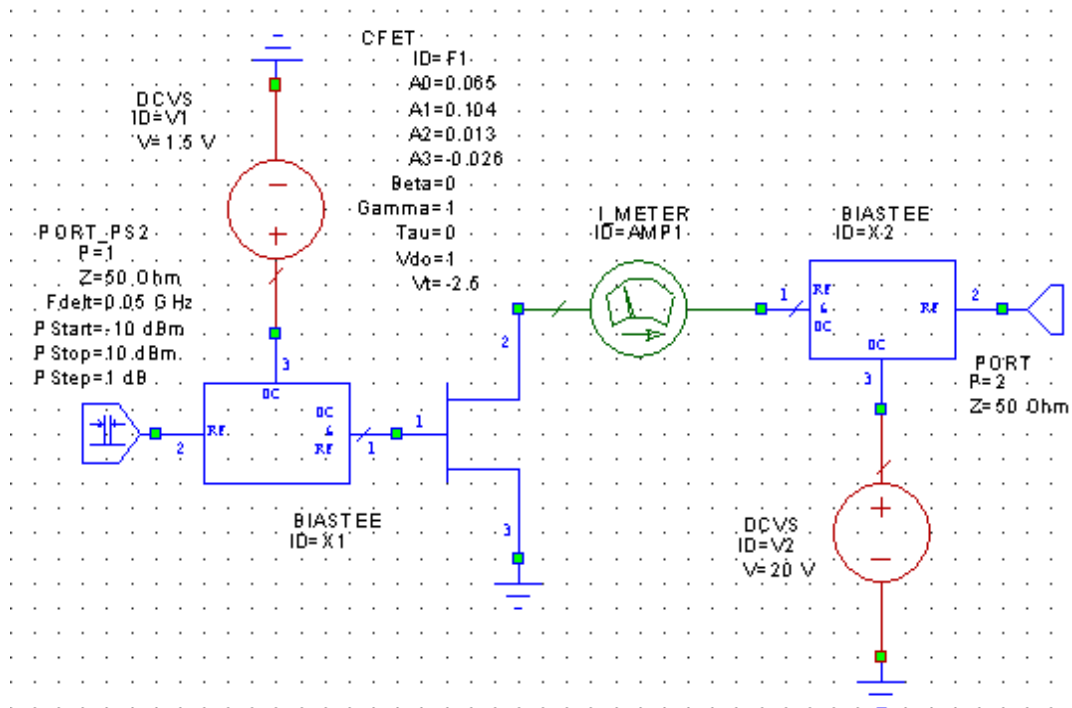 CFET
ID=F1
A0=0.065
A1=0.104
A2=0.013
A3=-0.026
Beta=0
Gamma=1
Tau=0
Vdo=1
Vt=-2.5
DCVS
ID=V1
V=1.5 V
PORT_PS2
P=1
Z=50 Ohm
Fdelt=0.05 GHz
PStart=-10 dBm
PStop=10 dBm
PStep=1 dB
3
DC
RF
DC
&
RF
2
1
BIASTEE
ID=X1
1
2
3
I_METER
ID=AMP1
BIASTEE
ID=X2
1
RF
&
DC
RF
2
DC
3
PORT
P=2
Z=50 Ohm
DCVS
ID=V2
V=20 V